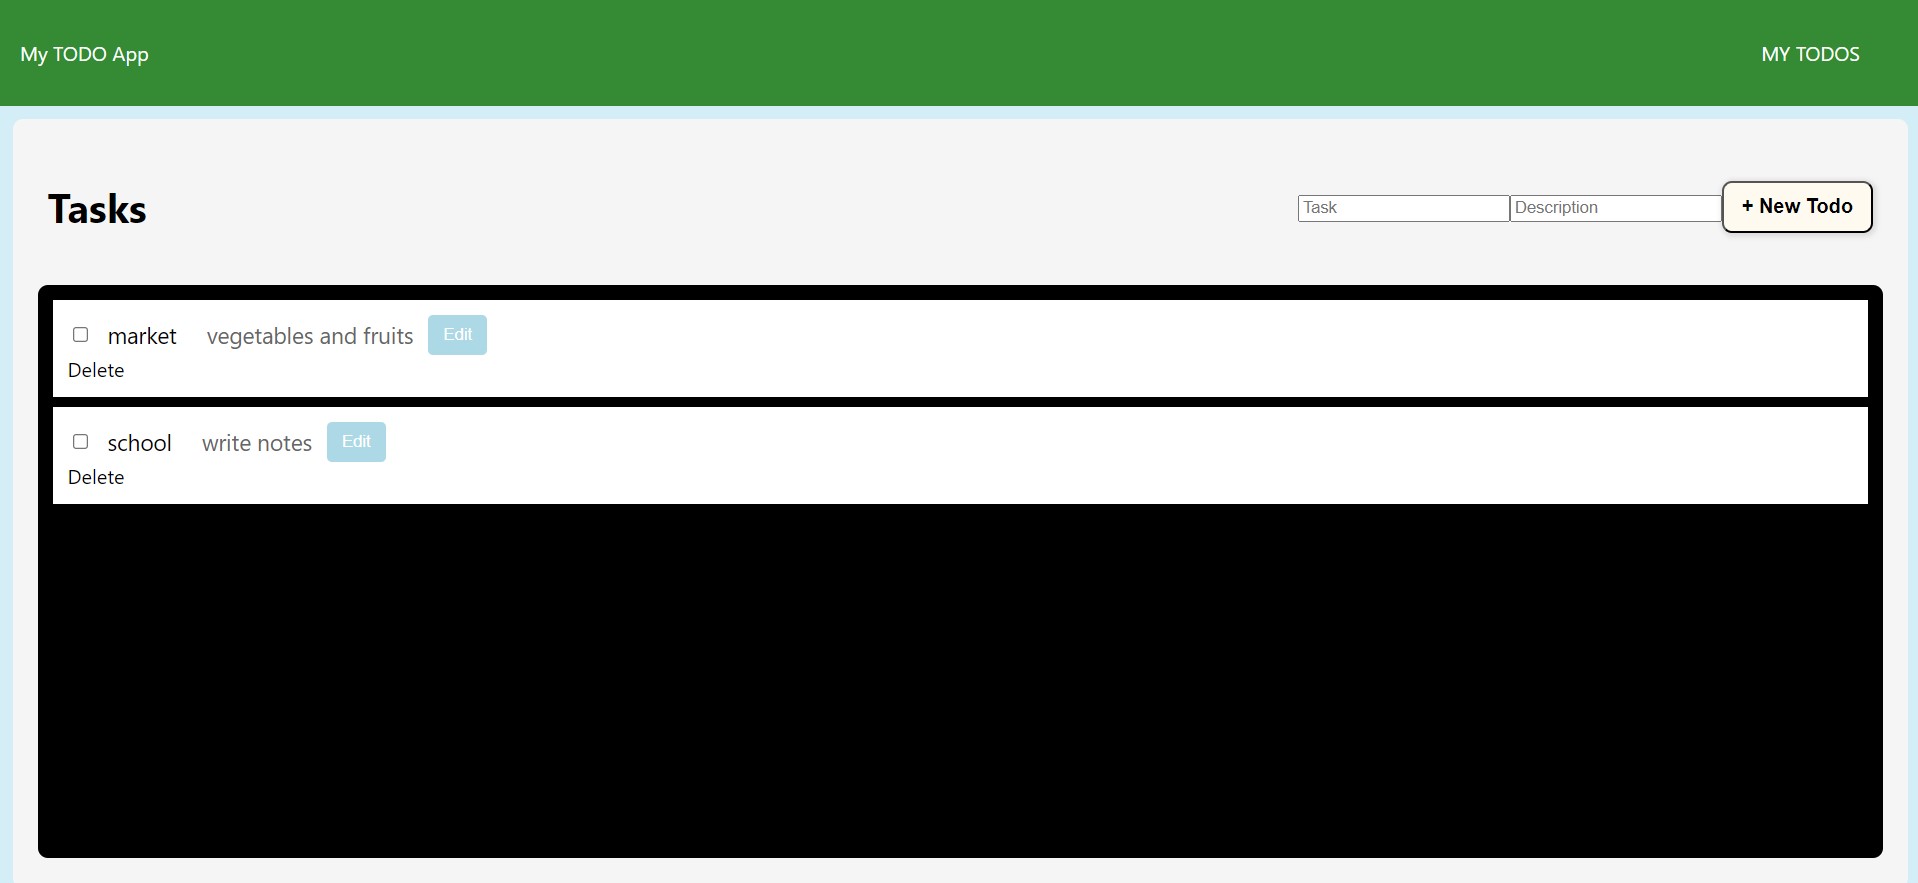 My TODO App MY TODOS
Tasks Task Description + New Todo
market vegetables and fruits Edit
Delete
school write notes Edit
Delete